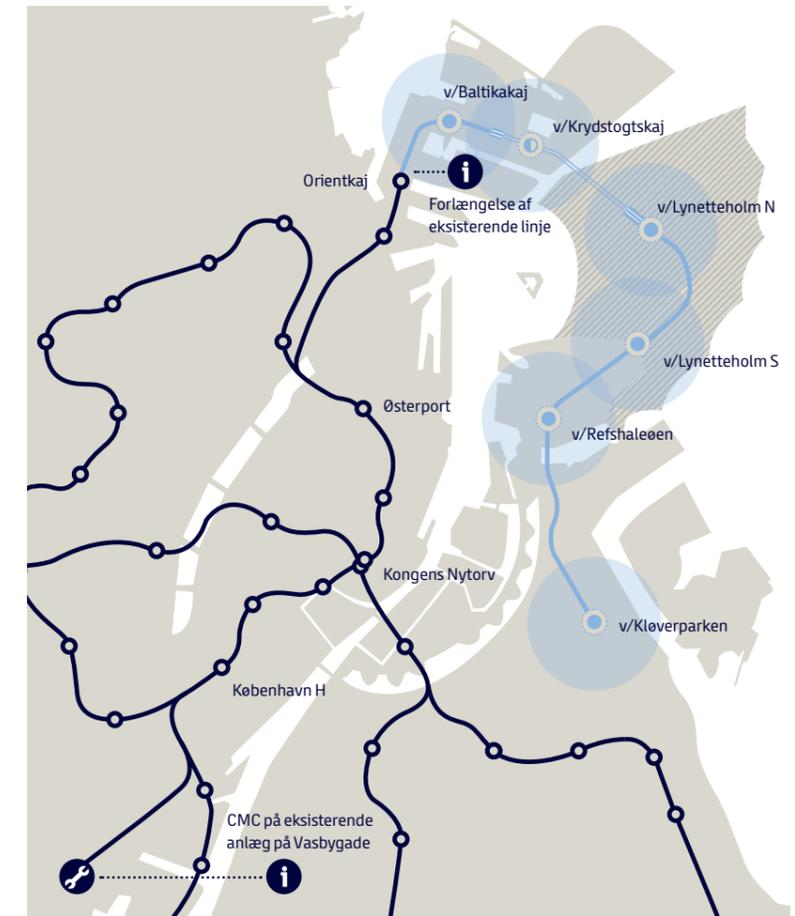 v/Baltikakaj
v/Krydstogtskaj
Orientkaj
i
Forlængelse af
eksisterende linje
v/Lynetteholm N
v/Lynetteholm S
Østerport
v/Refshaleøen
Kongens Nytorv
v/Kløverparken
København H
CMC på eksisterende
anlæg på Vasbygade
i